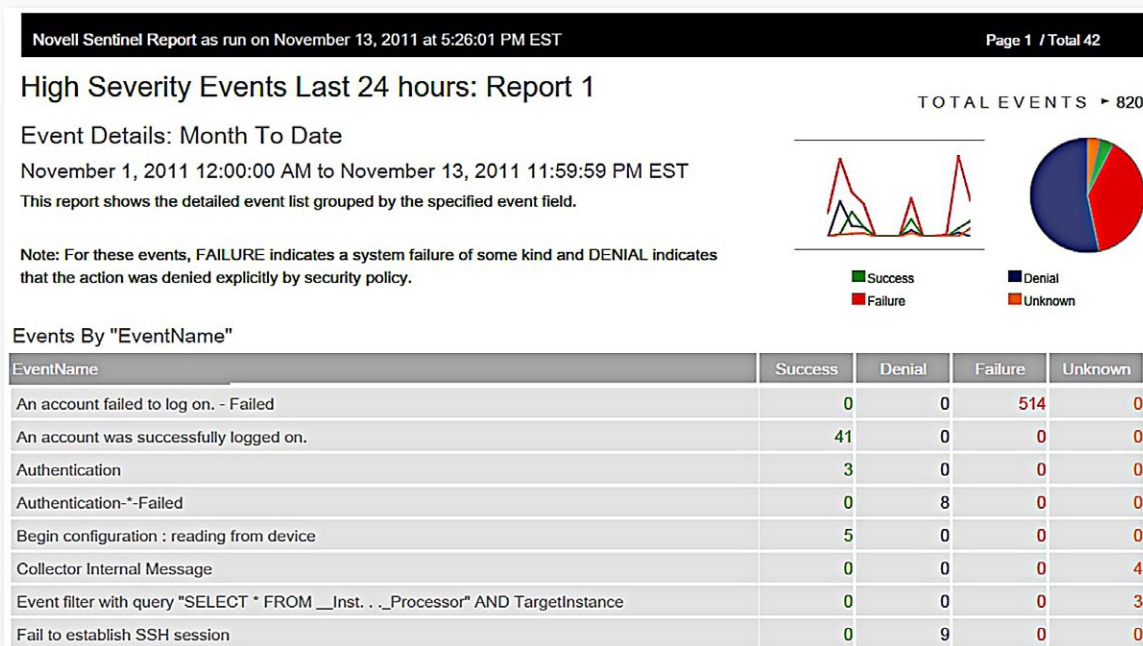 Novell Sentinel Report as run on November 13, 2011 at 5:26:01 PM EST Page 1 / Total 42
High Severity Events Last 24 hours: Report 1
TOTAL EVENTS ► 820
Event Details: Month To Date
November 1, 2011 12:00:00 AM to November 13, 2011 11:59:59 PM EST
This report shows the detailed event list grouped by the specified event field.
Note: For these events, FAILURE indicates a system failure of some kind and DENIAL indicates
that the action was denied explicitly by security policy.
Success Denial
Failure Unknown
Events By "EventName"
EventName Success Denial Failure Unknown
An account failed to log on. - Failed 0 0 514 0
An account was successfully logged on. 41 0 0 0
Authentication 3 0 0 0
Authentication-*-Failed 0 8 0 0
Begin configuration : reading from device 5 0 0 0
Collector Internal Message 0 0 0 4
Event filter with query "SELECT * FROM __Inst. . ._Processor" AND TargetInstance 0 0 0 3
Fail to establish SSH session 0 9 0 0